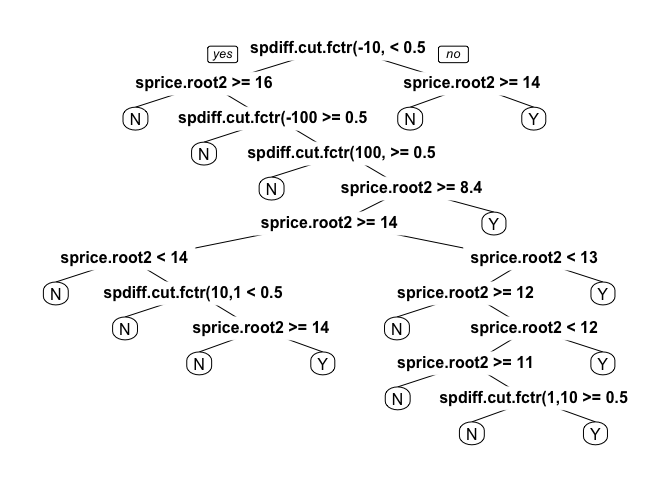 yes spdiff.cut.fctr(-10, < 0.5 no
sprice.root2 >= 16 sprice.root2 >= 14
N spdiff.cut.fctr(-100 >= 0.5 N Y
N spdiff.cut.fctr(100, >= 0.5
N sprice.root2 >= 8.4
sprice.root2 >= 14 Y
sprice.root2 < 14 sprice.root2 < 13
N spdiff.cut.fctr(10,1 < 0.5 sprice.root2 >= 12 Y
N sprice.root2 >= 14 N sprice.root2 < 12
N Y sprice.root2 >= 11 Y
N spdiff.cut.fctr(1,10 >= 0.5
N Y